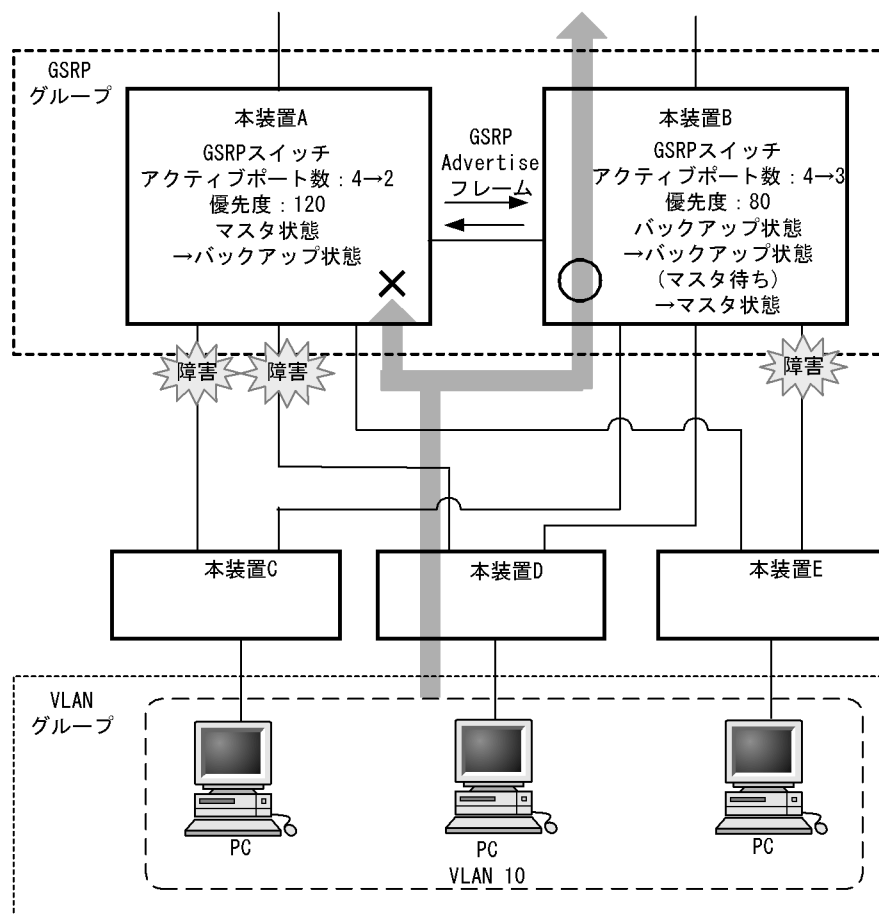 GSRP
グループ
本装置A
GSRPスイッチ
アクティブポート数：4→2
優先度：120
マスタ状態
→バックアップ状態
GSRP
Advertise
フレーム
本装置B
GSRPスイッチ
アクティブポート数：4→3
優先度：80
バックアップ状態
→バックアップ状態
(マスタ待ち)
→マスタ状態
障害
障害
障害
本装置C
本装置D
本装置E
VLAN
グループ
PC
PC
PC
VLAN 10